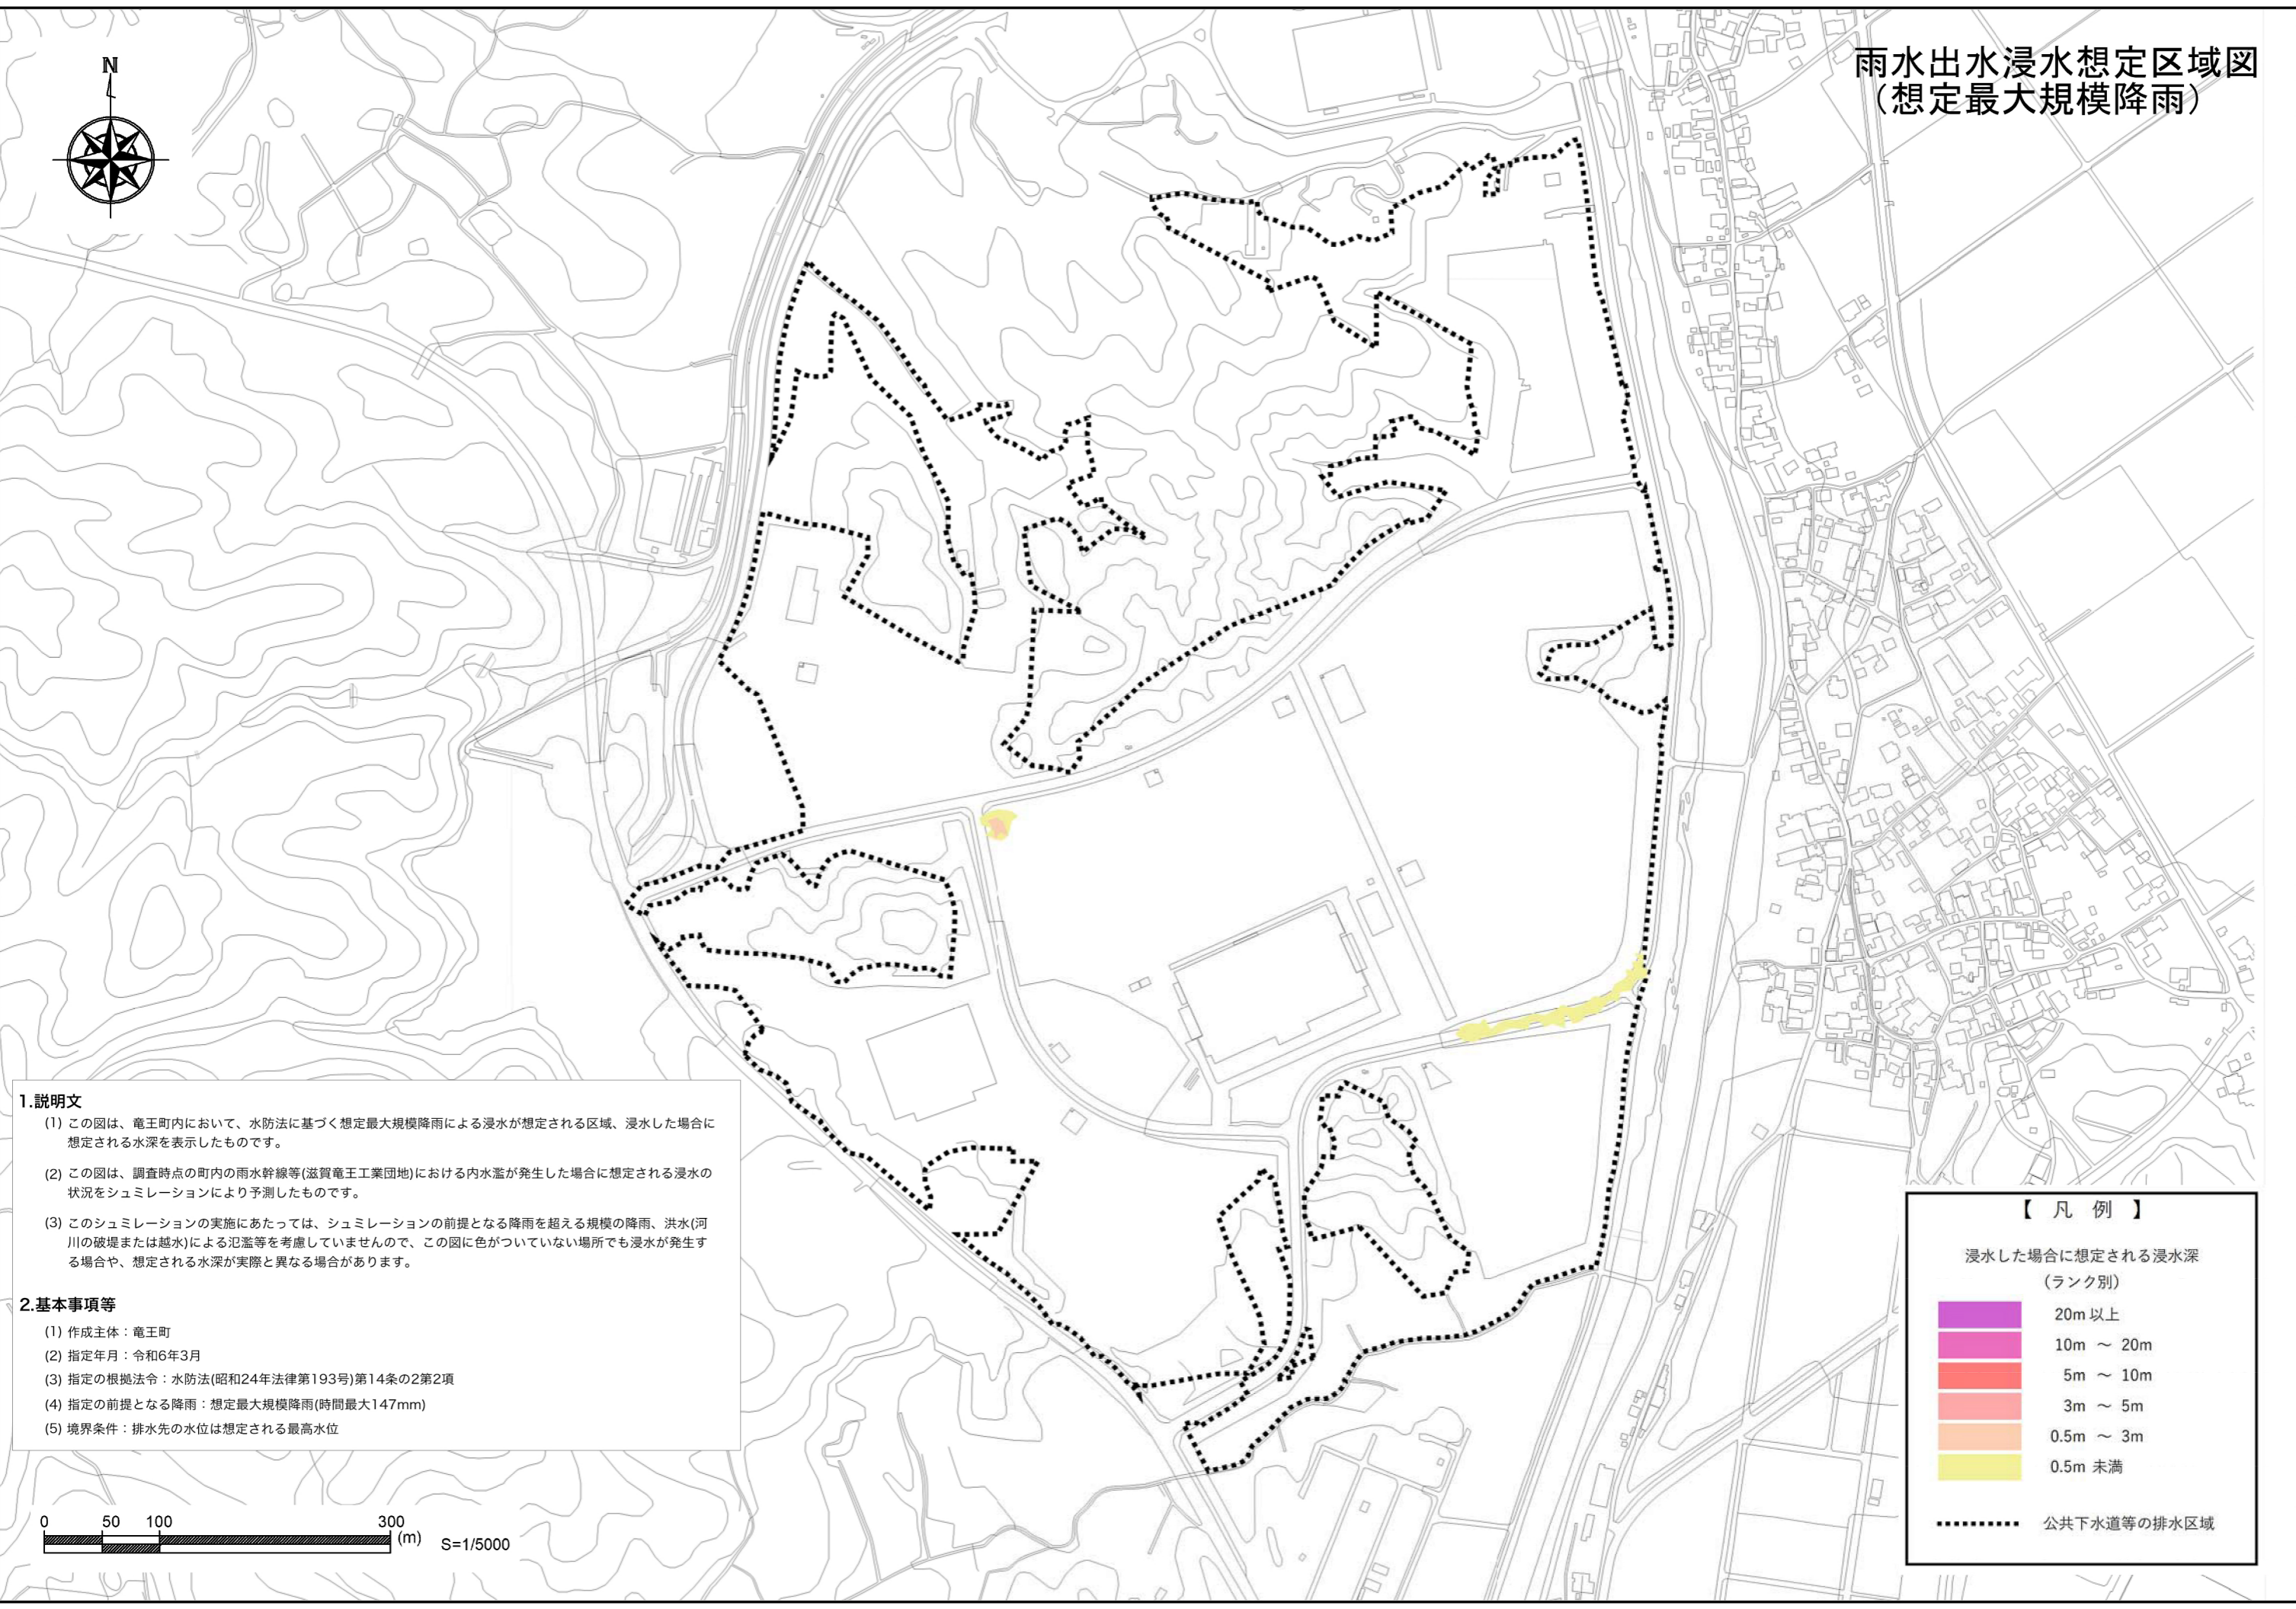 N
雨水出水浸水想定区域図
（想定最大規模降雨）
1.説明文
(1) この図は、竜王町内において、水防法に基づく想定最大規模降雨による浸水が想定される区域、浸水した場合に
想定される水深を表示したものです。
(2) この図は、調査時点の町内の雨水幹線等(滋賀竜王工業団地)における内水濫が発生した場合に想定される浸水の
状況をシュミレーションにより予測したものです。
(3) このシュミレーションの実施にあたっては、シュミレーションの前提となる降雨を超える規模の降雨、洪水(河
川の破堤または越水)による氾濫等を考慮していませんので、この図に色がついていない場所でも浸水が発生す
る場合や、想定される水深が実際と異なる場合があります。
2.基本事項等
(1) 作成主体：竜王町
(2) 指定年月：令和6年3月
(3) 指定の根拠法令：水防法(昭和24年法律第193号)第14条の2第2項
(4) 指定の前提となる降雨：想定最大規模降雨(時間最大147mm)
(5) 境界条件：排水先の水位は想定される最高水位
0 50 100 300
(m) S=1/5000
【 凡 例 】
浸水した場合に想定される浸水深
（ランク別）
20m 以上
10m ～ 20m
5m ～ 10m
3m ～ 5m
0.5m ～ 3m
0.5m 未満
公共下水道等の排水区域